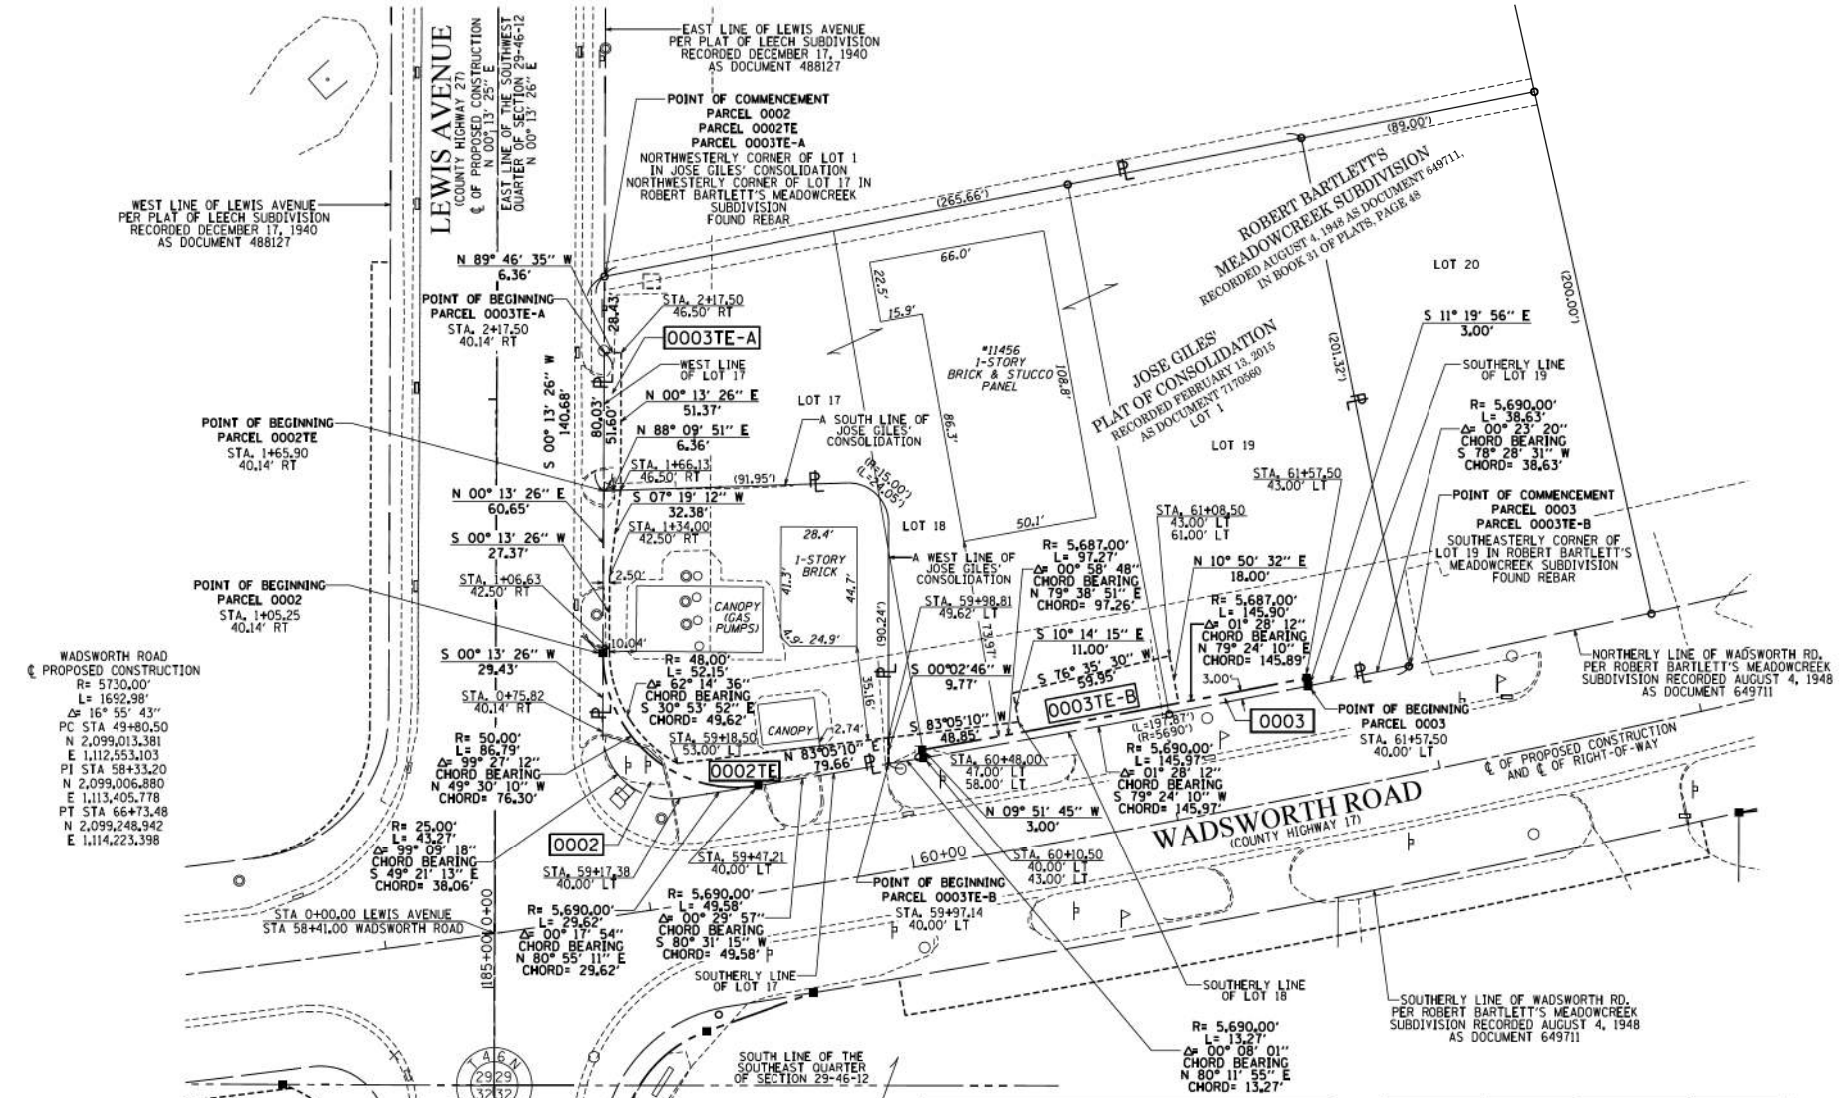 LEWIS AVENUE
(COUNTY HIGHWAY 27)
℄ OF PROPOSED CONSTRUCTION
N 00° 13' 25" E
EAST LINE OF THE SOUTHWEST
QUARTER OF SECTION 29-46-12
N 00° 13' 26" E
EAST LINE OF LEWIS AVENUE
PER PLAT OF LEECH SUBDIVISION
RECORDED DECEMBER 17, 1940
AS DOCUMENT 488127
POINT OF COMMENCEMENT
PARCEL 0002
PARCEL 0002TE
PARCEL 0003TE-A
NORTHWESTERLY CORNER OF LOT 1
IN JOSE GILES' CONSOLIDATION
NORTHWESTERLY CORNER OF LOT 17 IN
ROBERT BARTLETT'S MEADOWCREEK
SUBDIVISION
FOUND REBAR
WEST LINE OF LEWIS AVENUE
PER PLAT OF LEECH SUBDIVISION
RECORDED DECEMBER 17, 1940
AS DOCUMENT 488127
(89.00')
(265.66')
ROBERT BARTLETT'S
MEADOWCREEK SUBDIVISION
RECORDED AUGUST 4, 1948 AS DOCUMENT 649711,
IN BOOK 31 OF PLATS, PAGE 48
LOT 20
(200.00')
(201.32')
N 89° 46' 35" W
6.36'
POINT OF BEGINNING
PARCEL 0003TE-A
STA. 2+17.50
40.14' RT
28.43'
STA. 2+17.50
46.50' RT
0003TE-A
WEST LINE
OF LOT 17
S 00° 13' 26" W
140.68'
80.03'
51.60'
N 00° 13' 26" E
51.37'
N 88° 09' 51" E
6.36'
STA. 1+66.13
46.50' RT
66.0'
22.5'
15.9'
#11456
1-STORY
BRICK & STUCCO
PANEL
108.8'
86.3'
50.1'
LOT 17
A SOUTH LINE OF
JOSE GILES'
CONSOLIDATION
(91.95')
(R=15.00')
(L=24.05')
JOSE GILES'
PLAT OF CONSOLIDATION
RECORDED FEBRUARY 13, 2015
AS DOCUMENT 7170560
LOT 1
LOT 19
S 11° 19' 56" E
3.00'
SOUTHERLY LINE
OF LOT 19
R= 5,690.00'
L= 38.63'
Δ= 00° 23' 20"
CHORD BEARING
S 78° 28' 31" W
CHORD= 38.63'
POINT OF COMMENCEMENT
PARCEL 0003
PARCEL 0003TE-B
SOUTHEASTERLY CORNER OF
LOT 19 IN ROBERT BARTLETT'S
MEADOWCREEK SUBDIVISION
FOUND REBAR
STA. 61+57.50
43.00' LT
STA. 61+08.50
43.00' LT
61.00' LT
POINT OF BEGINNING
PARCEL 0002TE
STA. 1+65.90
40.14' RT
N 00° 13' 26" E
60.65'
S 07° 19' 12" W
32.38'
STA. 1+34.00
42.50' RT
S 00° 13' 26" W
27.37'
STA. 1+06.63
42.50' RT
2.50'
POINT OF BEGINNING
PARCEL 0002
STA. 1+05.25
40.14' RT
10.04'
28.4'
1-STORY
BRICK
41.3'
44.7'
4.9'
24.9'
CANOPY
(GAS
PUMPS)
LOT 18
A WEST LINE OF
JOSE GILES'
CONSOLIDATION
(90.24')
STA. 59+98.81
49.62' LT
73.97'
R= 5,687.00'
L= 97.27'
Δ= 00° 58' 48"
CHORD BEARING
N 79° 38' 51" E
CHORD= 97.26'
N 10° 50' 32" E
18.00'
R= 5,687.00'
L= 145.90'
Δ= 01° 28' 12"
CHORD BEARING
N 79° 24' 10" E
CHORD= 145.89'
3.00'
S 10° 14' 15" E
11.00'
S 00°02'46" W
9.77'
S 76° 35' 30" W
59.95'
0003TE-B
0003
(L=197.87')
(R=5690')
POINT OF BEGINNING
PARCEL 0003
STA. 61+57.50
40.00' LT
NORTHERLY LINE OF WADSWORTH RD.
PER ROBERT BARTLETT'S MEADOWCREEK
SUBDIVISION RECORDED AUGUST 4, 1948
AS DOCUMENT 649711
WADSWORTH ROAD
℄ PROPOSED CONSTRUCTION
R= 5730.00'
L= 1692.98'
Δ= 16° 55' 43"
PC STA 49+80.50
N 2,099,013.381
E 1,112,553.103
PI STA 58+33.20
N 2,099,006.880
E 1,113,405.778
PT STA 66+73.48
N 2,099,248.942
E 1,114,223.398
S 00° 13' 26" W
29.43'
STA. 0+75.82
40.14' RT
R= 48.00'
L= 52.15'
Δ= 62° 14' 36"
CHORD BEARING
S 30° 53' 52" E
CHORD= 49.62'
R= 50.00'
L= 86.79'
Δ= 99° 27' 12"
CHORD BEARING
N 49° 30' 10" W
CHORD= 76.30'
STA. 59+18.50
53.00' LT
0002TE
CANOPY
2.74'
35.16'
N 83°05'10" E
79.66'
S 83°05'10" W
48.85'
STA. 60+48.00
47.00' LT
58.00' LT
N 09° 51' 45" W
3.00'
R= 5,690.00'
L= 145.97'
Δ= 01° 28' 12"
CHORD BEARING
S 79° 24' 10" W
CHORD= 145.97'
℄ OF PROPOSED CONSTRUCTION
AND ℄ OF RIGHT-OF-WAY
WADSWORTH ROAD
(COUNTY HIGHWAY 17)
R= 25.00'
L= 43.27'
Δ= 99° 09' 18"
CHORD BEARING
S 49° 21' 13" E
CHORD= 38.06'
0002
STA. 59+17.38
40.00' LT
STA. 59+47.21
40.00' LT
60+00
STA. 60+10.50
40.00' LT
43.00' LT
POINT OF BEGINNING
PARCEL 0003TE-B
STA. 59+97.14
40.00' LT
STA 0+00.00 LEWIS AVENUE
STA 58+41.00 WADSWORTH ROAD
185+00
0+00
R= 5,690.00'
L= 29.62'
Δ= 00° 17' 54"
CHORD BEARING
N 80° 55' 11" E
CHORD= 29.62'
R= 5,690.00'
L= 49.58'
Δ= 00° 29' 57"
CHORD BEARING
S 80° 31' 15" W
CHORD= 49.58'
SOUTHERLY LINE
OF LOT 17
SOUTHERLY LINE
OF LOT 18
SOUTHERLY LINE OF WADSWORTH RD.
PER ROBERT BARTLETT'S MEADOWCREEK
SUBDIVISION RECORDED AUGUST 4, 1948
AS DOCUMENT 649711
R= 5,690.00'
L= 13.27'
Δ= 00° 08' 01"
CHORD BEARING
N 80° 11' 55" E
CHORD= 13.27'
SOUTH LINE OF THE
SOUTHEAST QUARTER
OF SECTION 29-46-12
T46N
29 29
32 32